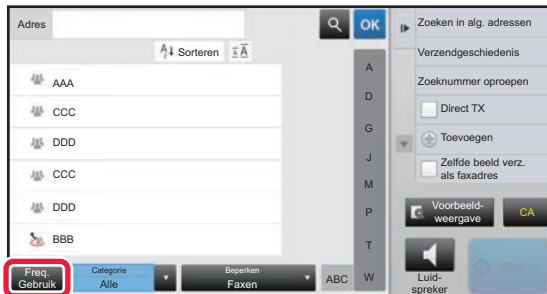 Adres
OK
Sorteren
AAA
CCC
DDD
CCC
DDD
BBB
A
D
G
J
M
P
T
W
Freq.
Gebruik
Categorie
Alle
Beperken
Faxen
ABC
Zoeken in alg. adressen
Verzendgeschiedenis
Zoeknummer oproepen
Direct TX
Toevoegen
Zelfde beeld verz.
als faxadres
Voorbeeld-
weergave
CA
Luid-
spreker
Start